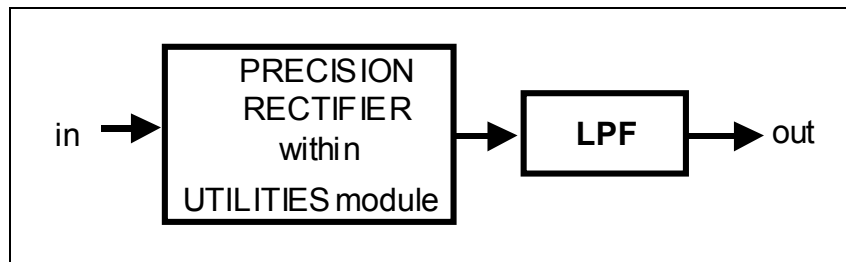 PRECISION
RECTIFIER
in
within
LPF
out
UTILITIES module